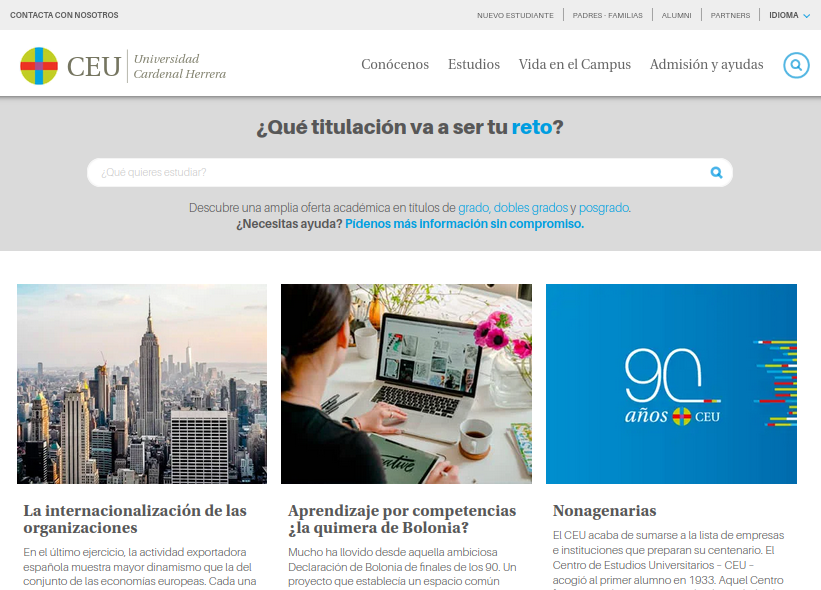 CONTACTA CON NOSOTROS
NUEVO ESTUDIANTE
PADRES - FAMILIAS
ALUMNI
PARTNERS
IDIOMA
CEU
Universidad
Cardenal Herrera
Conócenos
Estudios
Vida en el Campus
Admisión y ayudas
¿Qué titulación va a ser tu reto?
¿Qué quieres estudiar?
Descubre una amplia oferta académica en títulos de grado, dobles grados y posgrado.
¿Necesitas ayuda? Pídenos más información sin compromiso.
90
años CEU
La internacionalización de las
organizaciones
En el último ejercicio, la actividad exportadora
española muestra mayor dinamismo que la del
conjunto de las economías europeas. Cada una
Aprendizaje por competencias
¿la quimera de Bolonia?
Mucho ha llovido desde aquella ambiciosa
Declaración de Bolonia de finales de los 90. Un
proyecto que establecía un espacio común
Nonagenarias
El CEU acaba de sumarse a la lista de empresas
e instituciones que preparan su centenario. El
Centro de Estudios Universitarios – CEU –
acogió al primer alumno en 1933. Aquel Centro